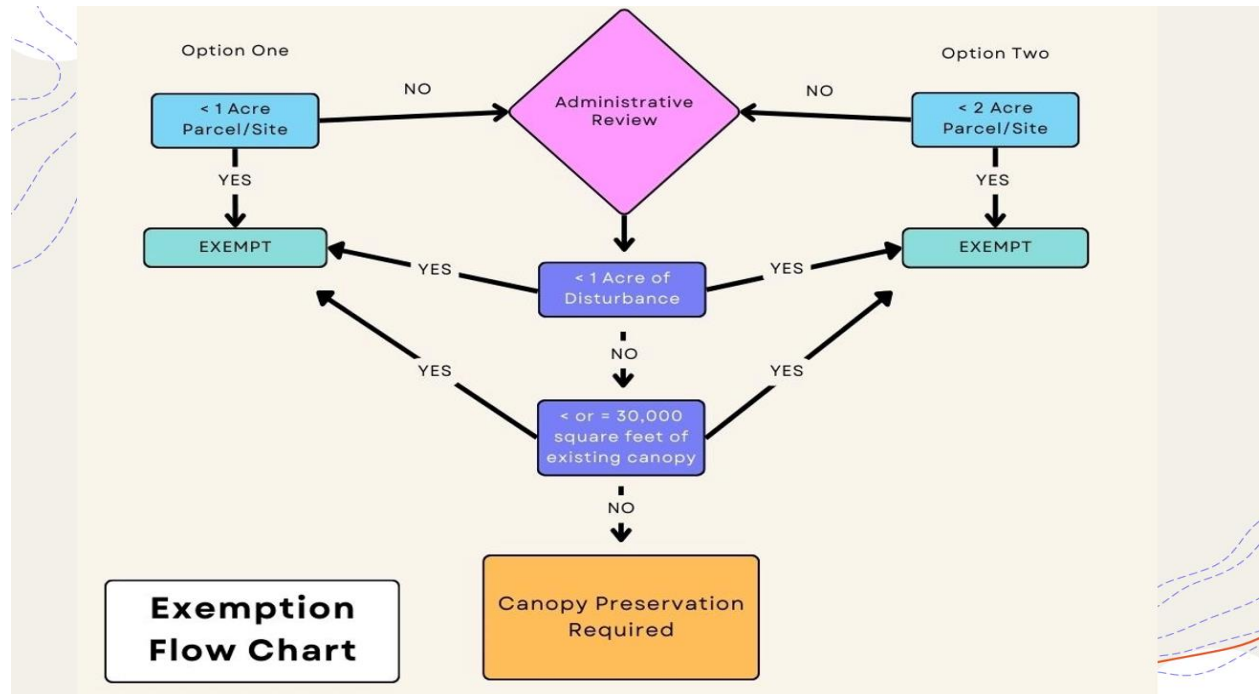 Option One
Option Two
NO
NO
Administrative
Review
< 1 Acre
Parcel/Site
< 2 Acre
Parcel/Site
YES
YES
EXEMPT
EXEMPT
YES
YES
< 1 Acre of
Disturbance
NO
YES
YES
< or = 30,000
square feet of
existing canopy
NO
Canopy Preservation
Required
Exemption
Flow Chart